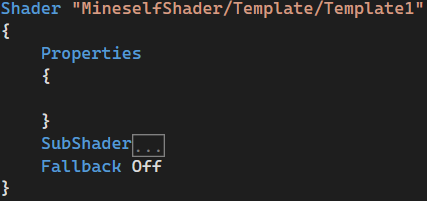 Shader "MineselfShader/Template/Template1"
{
Properties
{
}
SubShader...
Fallback Off
}